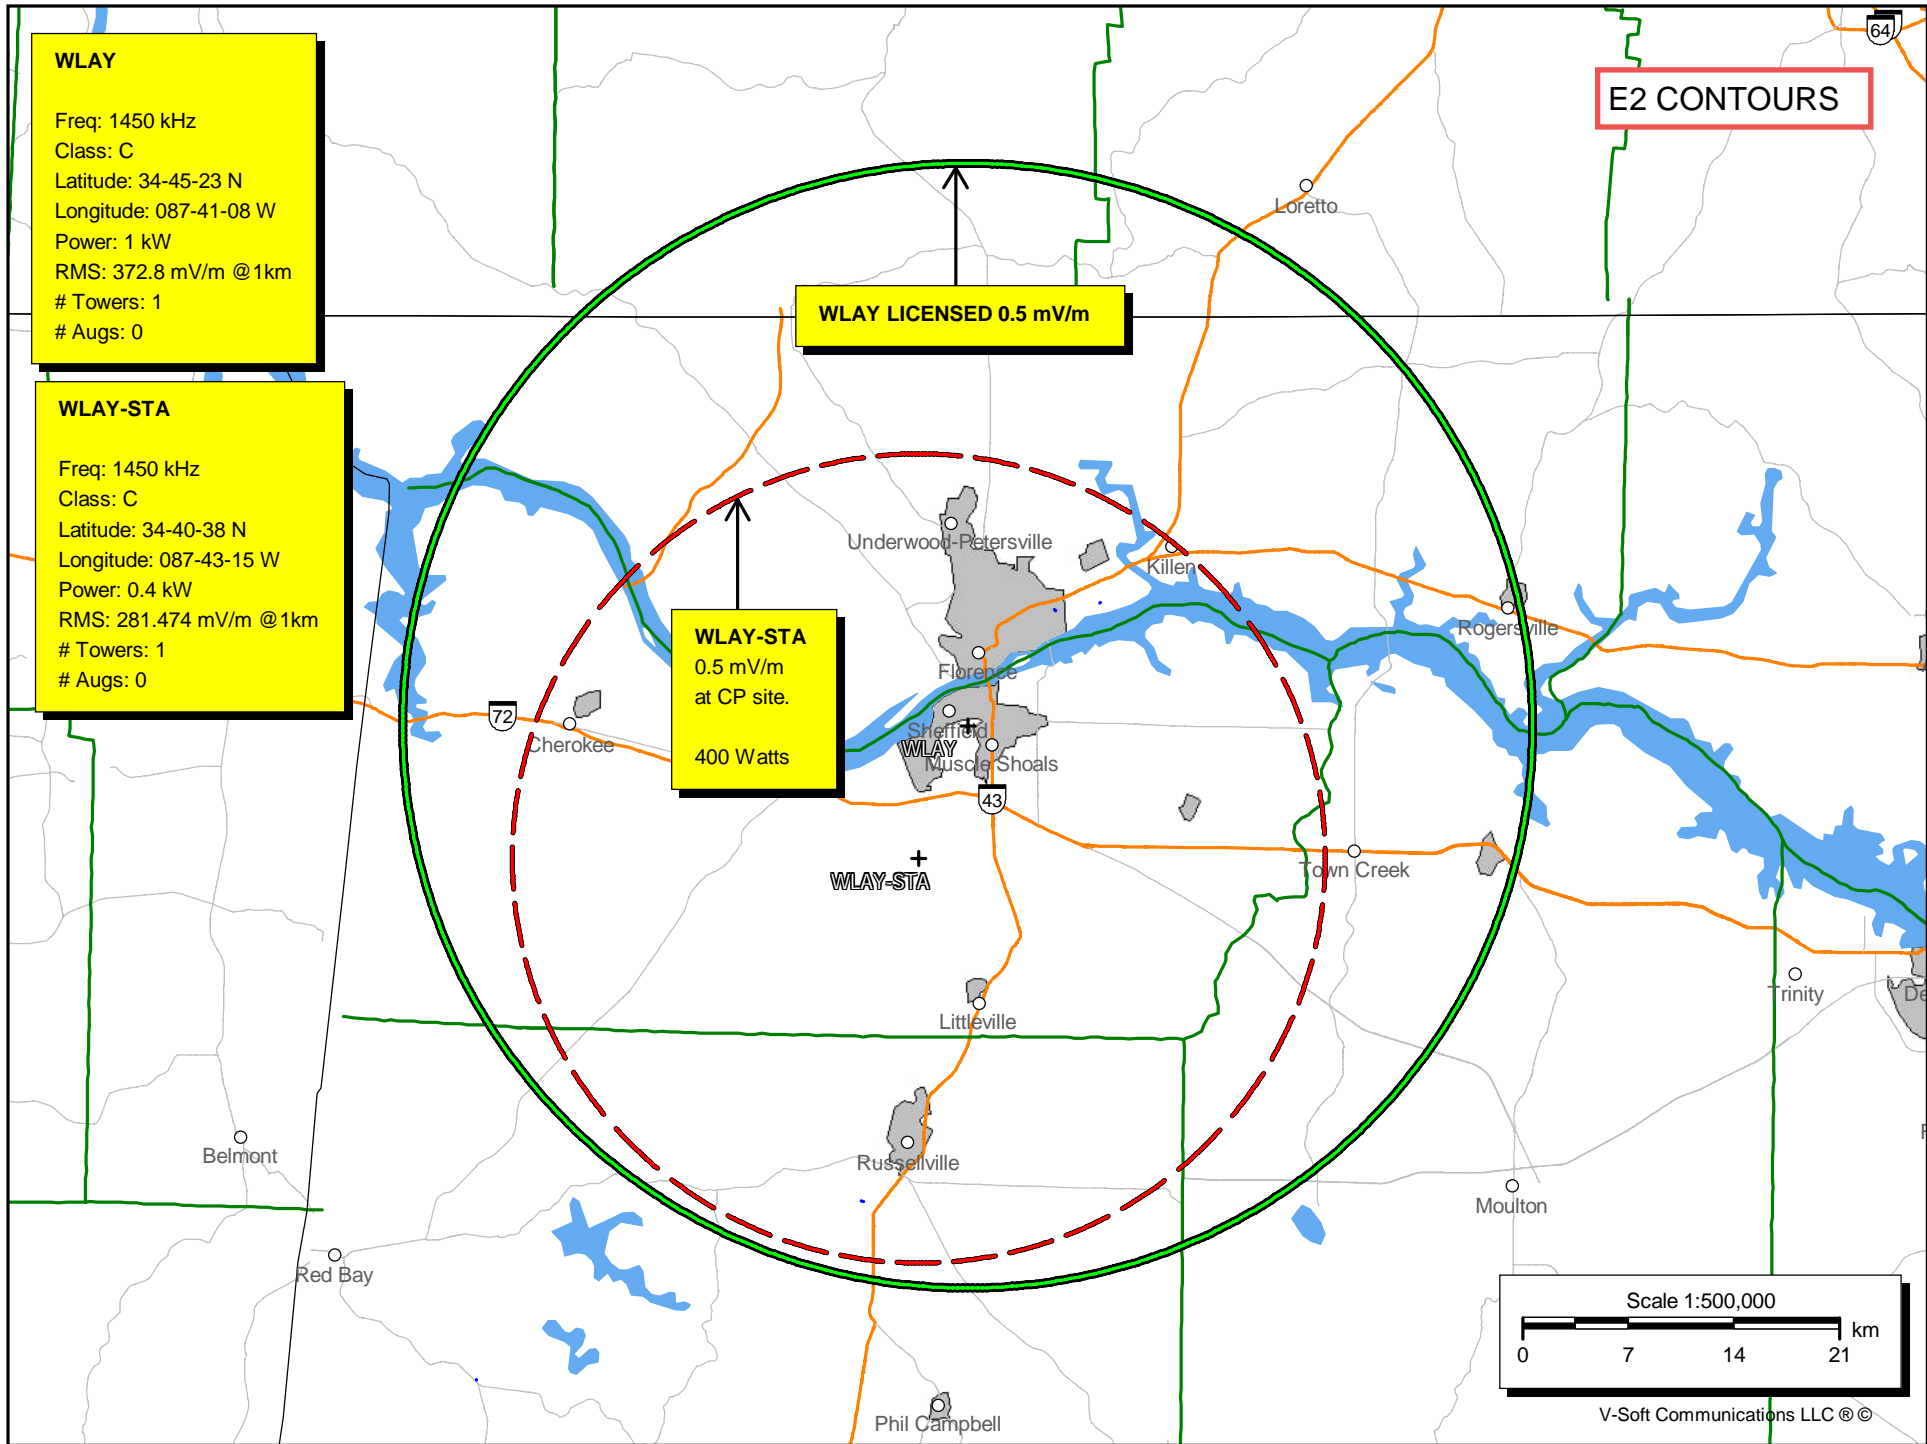 WLAY
Freq: 1450 kHz
Class: C
Latitude: 34-45-23 N
Longitude: 087-41-08 W
Power: 1 kW
RMS: 372.8 mV/m @1km
# Towers: 1
# Augs: 0
64
E2 CONTOURS
Loretto
WLAY LICENSED 0.5 mV/m
WLAY-STA
Freq: 1450 kHz
Class: C
Latitude: 34-40-38 N
Longitude: 087-43-15 W
Power: 0.4 kW
RMS: 281.474 mV/m @1km
# Towers: 1
# Augs: 0
Underwood-Petersville
Killen
WLAY-STA
0.5 mV/m
at CP site.
400 Watts
Rogersville
Florence
72
Cherokee
Sheffield
WLAY
Muscle Shoals
43
Town Creek
WLAY-STA
Trinity
De
Littleville
Belmont
Russellville
Moulton
Red Bay
Scale 1:500,000
km
0 7 14 21
Phil Campbell
V-Soft Communications LLC ® ©